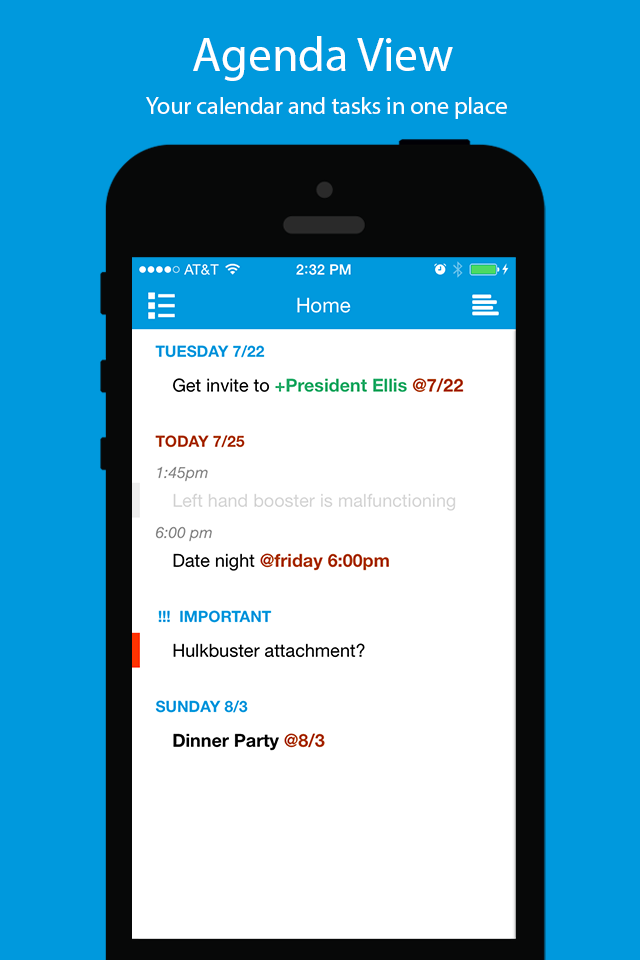 Agenda View
Your calendar and tasks in one place
AT&T 2:32 PM
Home
TUESDAY 7/22
Get invite to +President Ellis @7/22
TODAY 7/25
1:45pm
Left hand booster is malfunctioning
6:00 pm
Date night @friday 6:00pm
!!! IMPORTANT
Hulkbuster attachment?
SUNDAY 8/3
Dinner Party @8/3